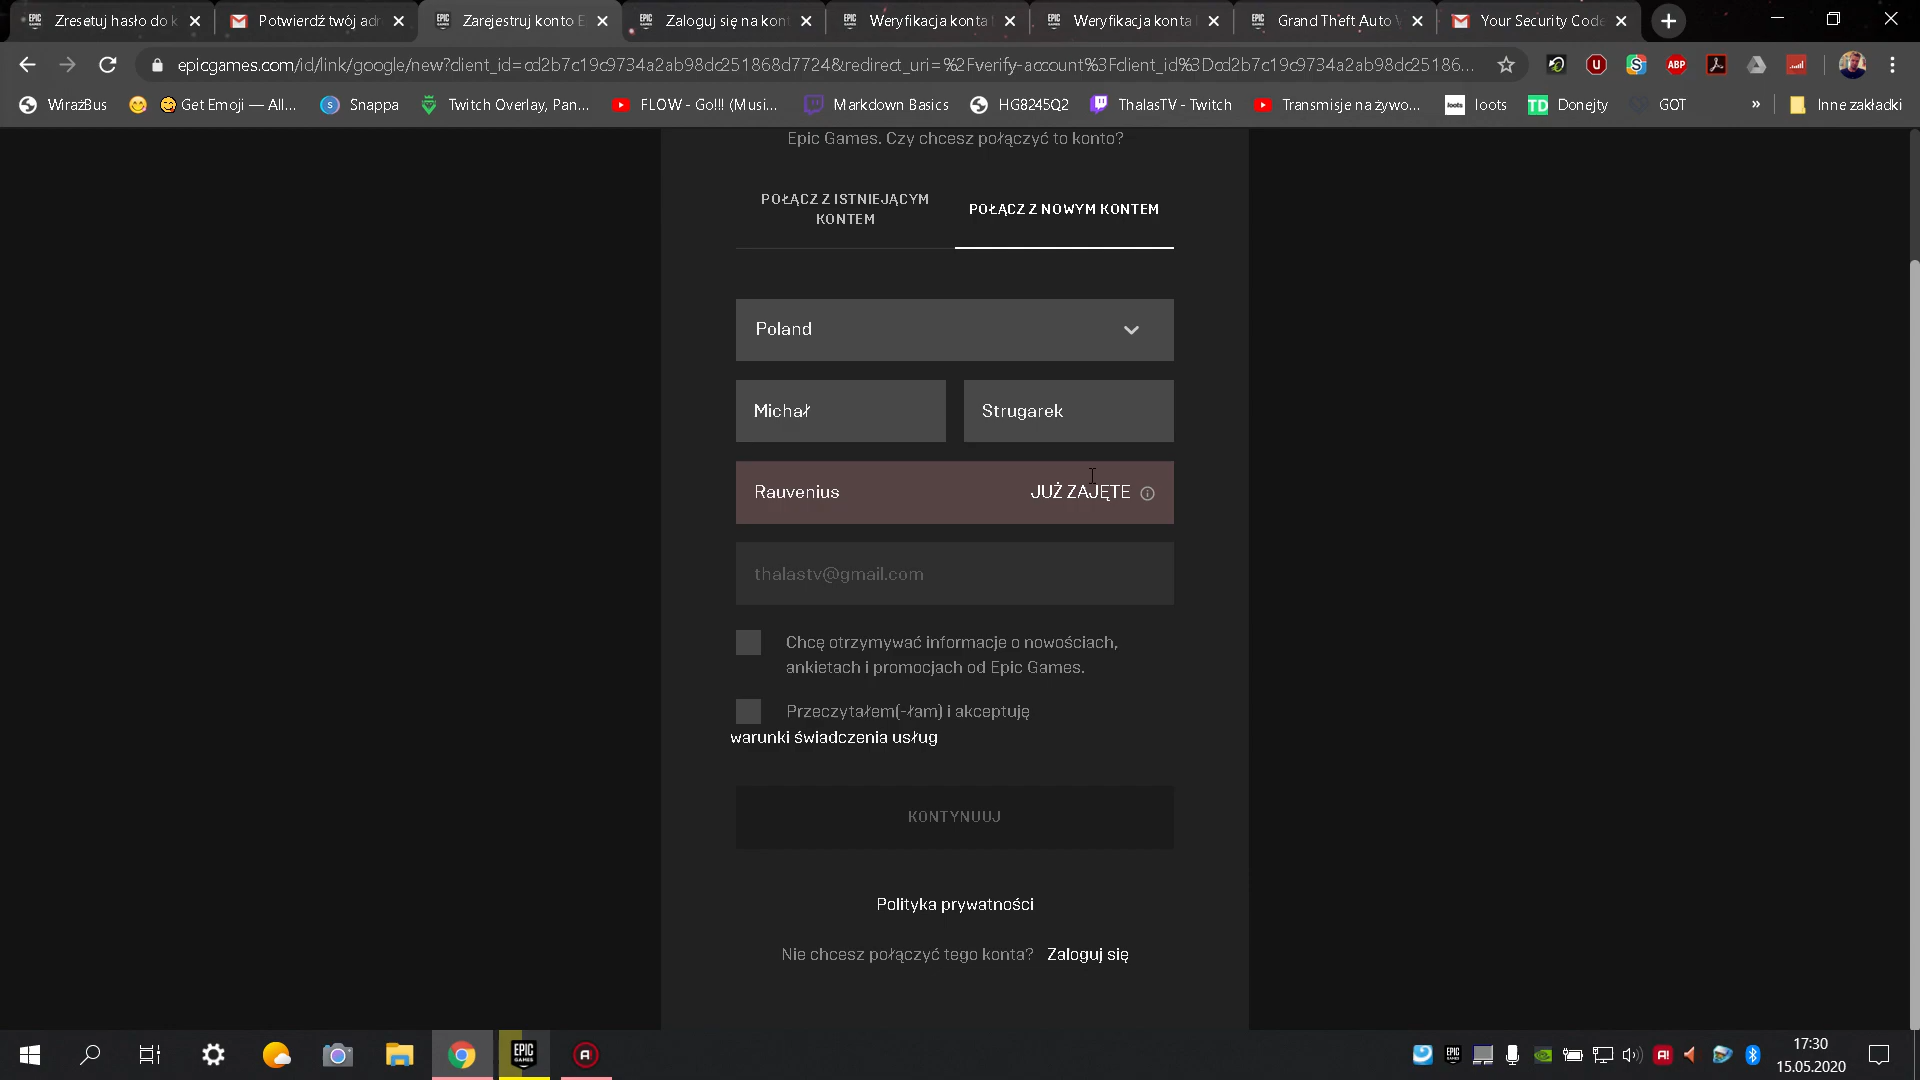 Zresetuj hasło do k
Potwierdź twój adr
Zarejestruj konto E
Zaloguj się na kont
Weryfikacja konta
Weryfikacja konta
Grand Theft Auto V
Your Security Code
epicgames.com/id/link/google/new?client_id=cd2b7c19c9734a2ab98dc251868d7724&redirect_uri=%2Fverify-account%3Fclient_id%3Dcd2b7c19c9734a2ab98dc25186...
WirażBus
Get Emoji — All...
Snappa
Twitch Overlay, Pan...
FLOW - Go!!! (Musi...
Markdown Basics
HG8245Q2
ThalasTV - Twitch
Transmisje na żywo...
loots
Donejty
GOT
»
Inne zakładki
Epic Games. Czy chcesz połączyć to konto?
POŁĄCZ Z ISTNIEJĄCYM
KONTEM
POŁĄCZ Z NOWYM KONTEM
Poland
Michał
Strugarek
Rauvenius
JUŻ ZAJĘTE
thalastv@gmail.com
Chcę otrzymywać informacje o nowościach,
ankietach i promocjach od Epic Games.
Przeczytałem(-łam) i akceptuję
warunki świadczenia usług
KONTYNUUJ
Polityka prywatności
Nie chcesz połączyć tego konta? Zaloguj się
EPIC
GAMES
17:30
15.05.2020